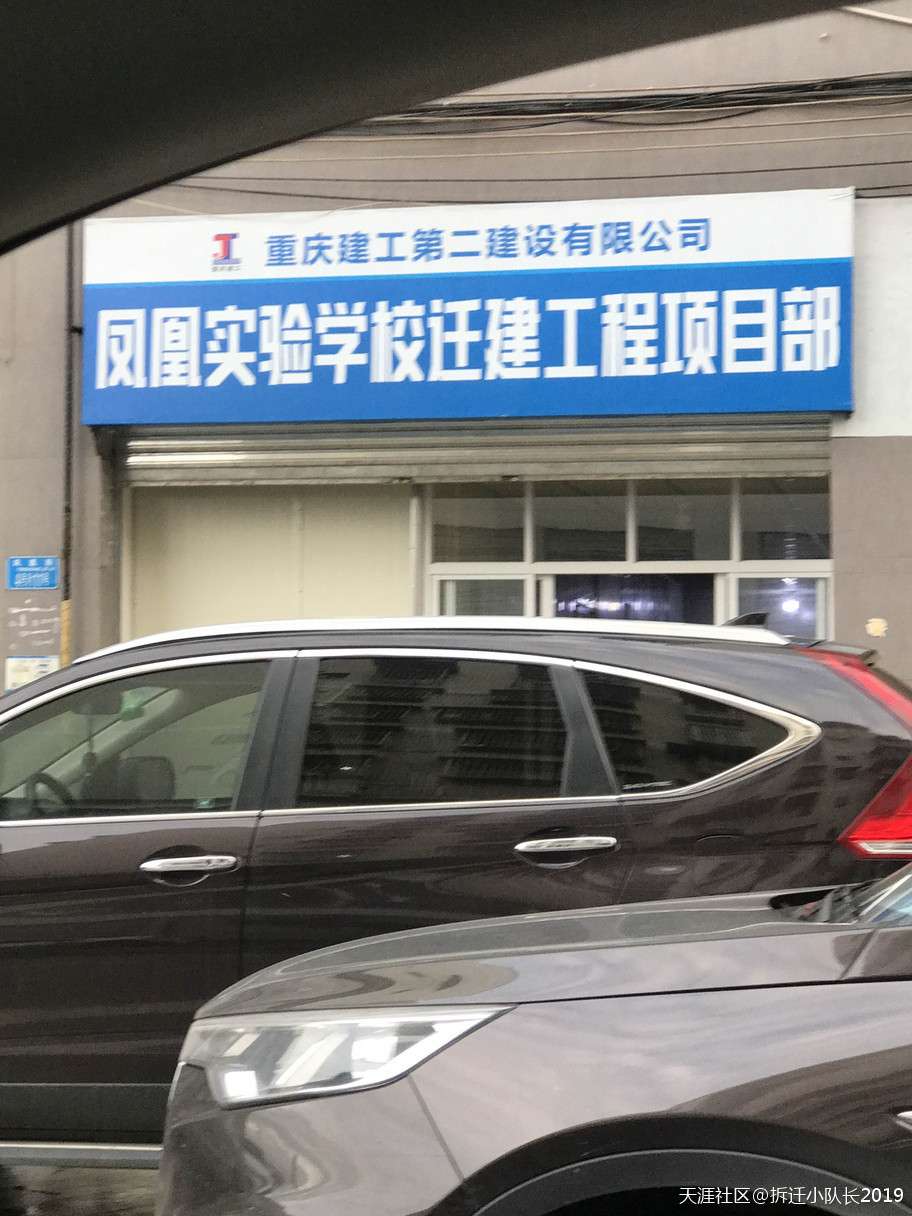 重庆建工第二建设有限公司
凤凰实验学校迁建工程项目部
天涯社区@拆迁小队长2019